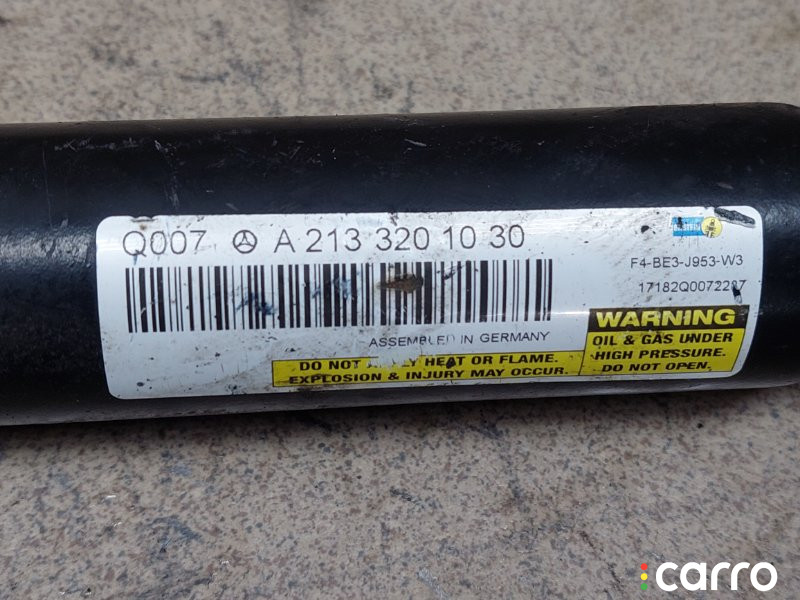 Q007 A 213 320 10 30
F4-BE3-J953-W3
ASSEMBLED IN GERMANY
DO NOT HEAT OR FLAME.
EXPLOSION & INJURY MAY OCCUR.
WARNING
OIL & GAS UNDER
HIGH PRESSURE.
DO NOT OPEN.
carro